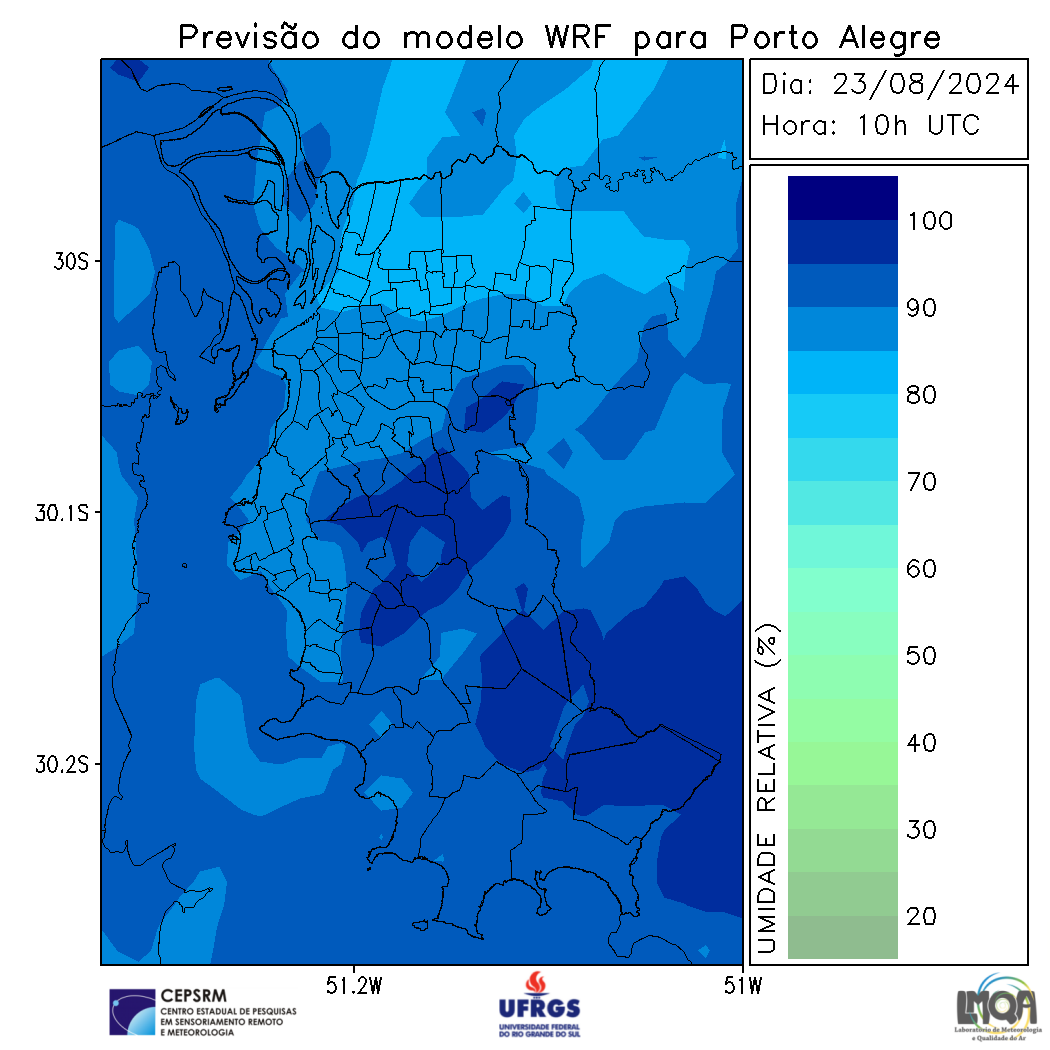 Previsão do modelo WRF para Porto Alegre
Dia: 23/08/2024
Hora: 10h UTC
100
90
80
70
60
50
40
30
20
UMIDADE RELATIVA (%)
30S
30.1S
30.2S
51.2W
51W
CEPSRM
CENTRO ESTADUAL DE PESQUISAS
EM SENSORIAMENTO REMOTO
E METEOROLOGIA
UFRGS
UNIVERSIDADE FEDERAL
DO RIO GRANDE DO SUL
LMQA
Laboratório de Meteorologia
e Qualidade do Ar